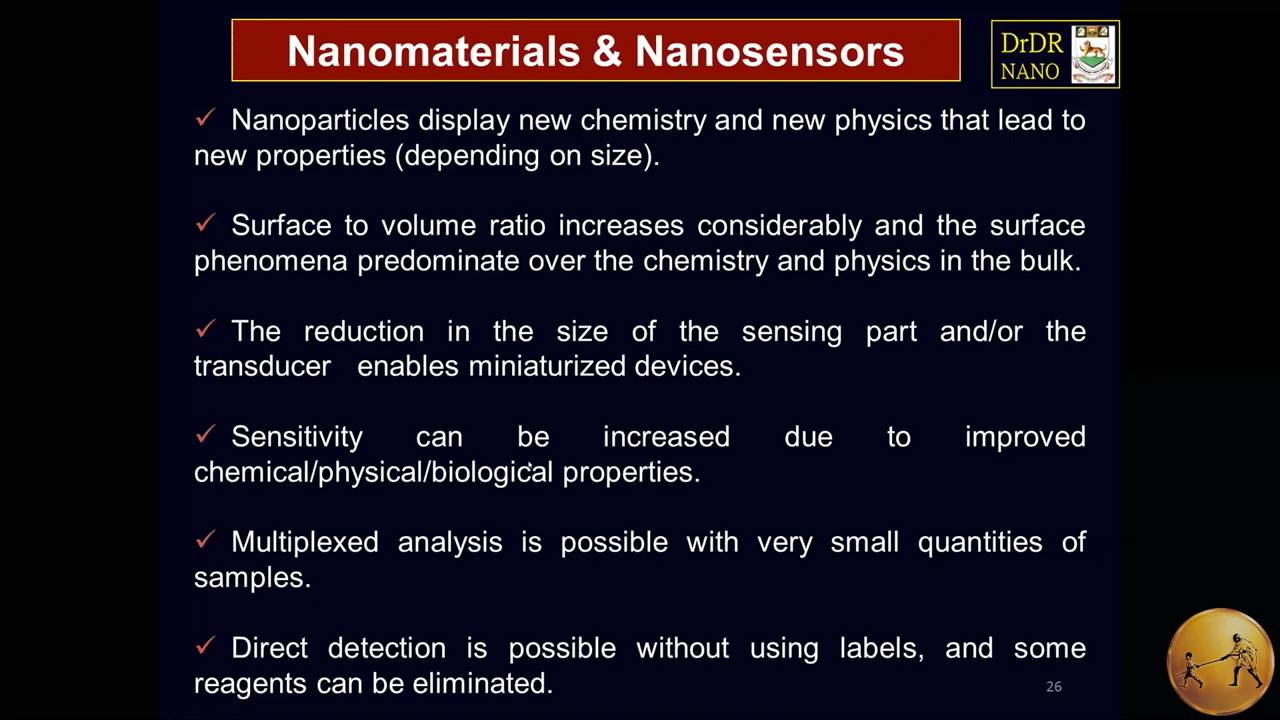 Nanomaterials & Nanosensors
DrDR
NANO
✓ Nanoparticles display new chemistry and new physics that lead to
new properties (depending on size).
✓ Surface to volume ratio increases considerably and the surface
phenomena predominate over the chemistry and physics in the bulk.
✓ The reduction in the size of the sensing part and/or the
transducer enables miniaturized devices.
✓ Sensitivity can be increased due to improved
chemical/physical/biological properties.
✓ Multiplexed analysis is possible with very small quantities of
samples.
✓ Direct detection is possible without using labels, and some
reagents can be eliminated.
26